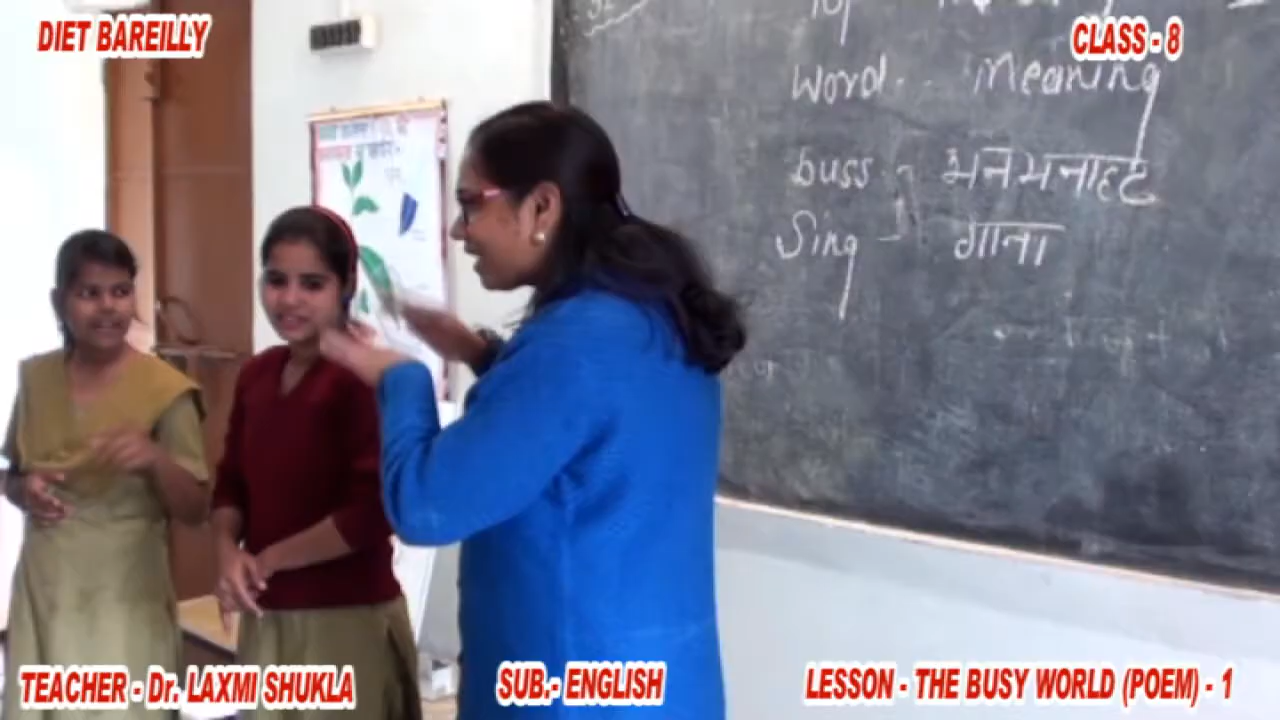 DIET BAREILLY
CLASS - 8
Word - Meaning
buss - भनभनाहट
Sing - गाना
TEACHER - Dr. LAXMI SHUKLA
SUB.- ENGLISH
LESSON - THE BUSY WORLD (POEM) - 1